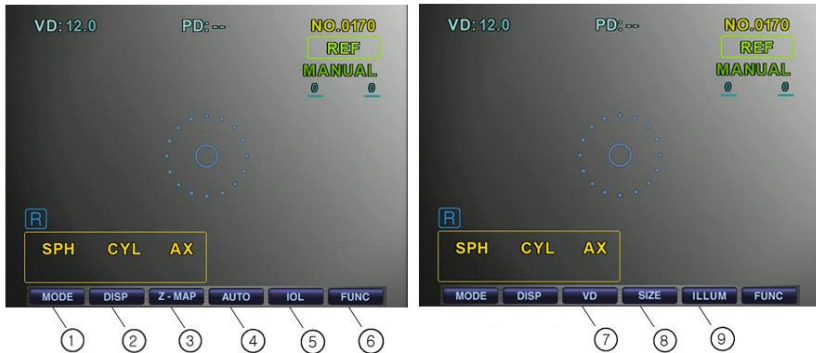 VD: 12.0 PD: -- NO.0170
REF
MANUAL
0 0
R
SPH CYL AX
MODE DISP Z - MAP AUTO IOL FUNC
① ② ③ ④ ⑤ ⑥
VD: 12.0 PD: -- NO.0170
REF
MANUAL
0 0
R
SPH CYL AX
MODE DISP VD SIZE ILLUM FUNC
⑦ ⑧ ⑨